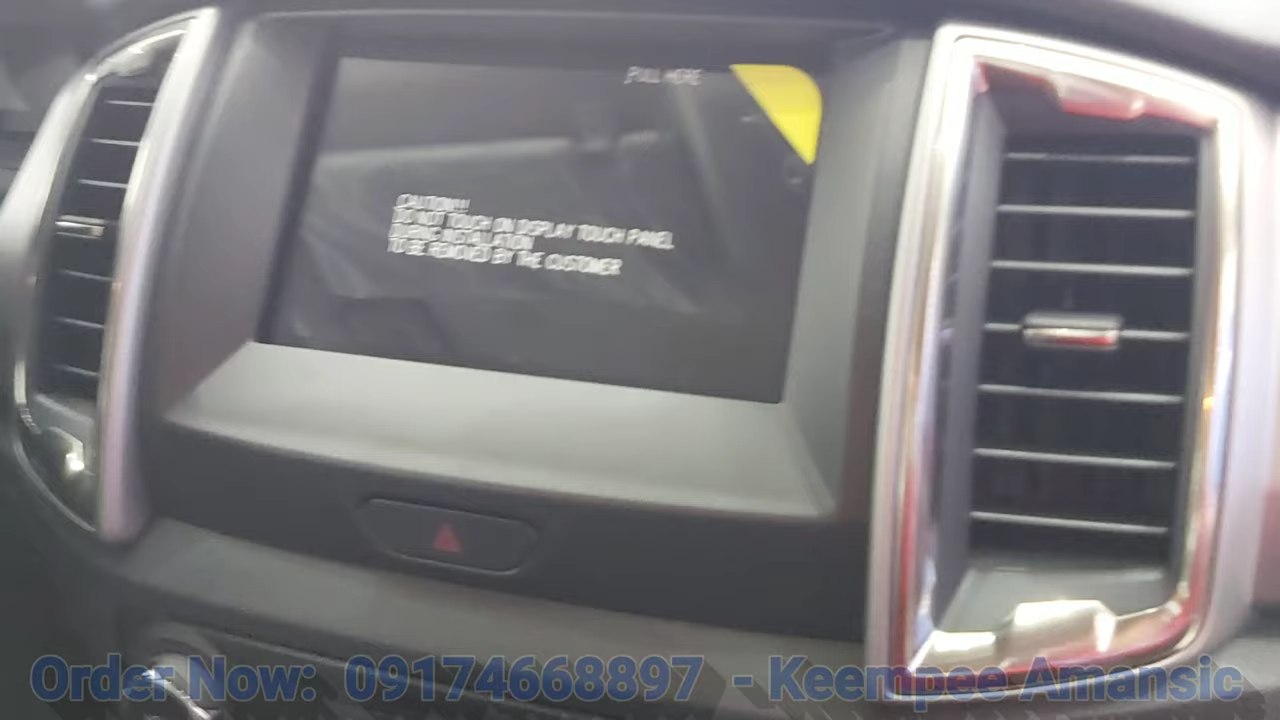 PULL HERE
CAUTION!!!
DO NOT TOUCH ON DISPLAY TOUCH PANEL
DURING INSTALLATION
TO BE REMOVED BY THE CUSTOMER
Order Now: 09174668897 - Keempee Amansic